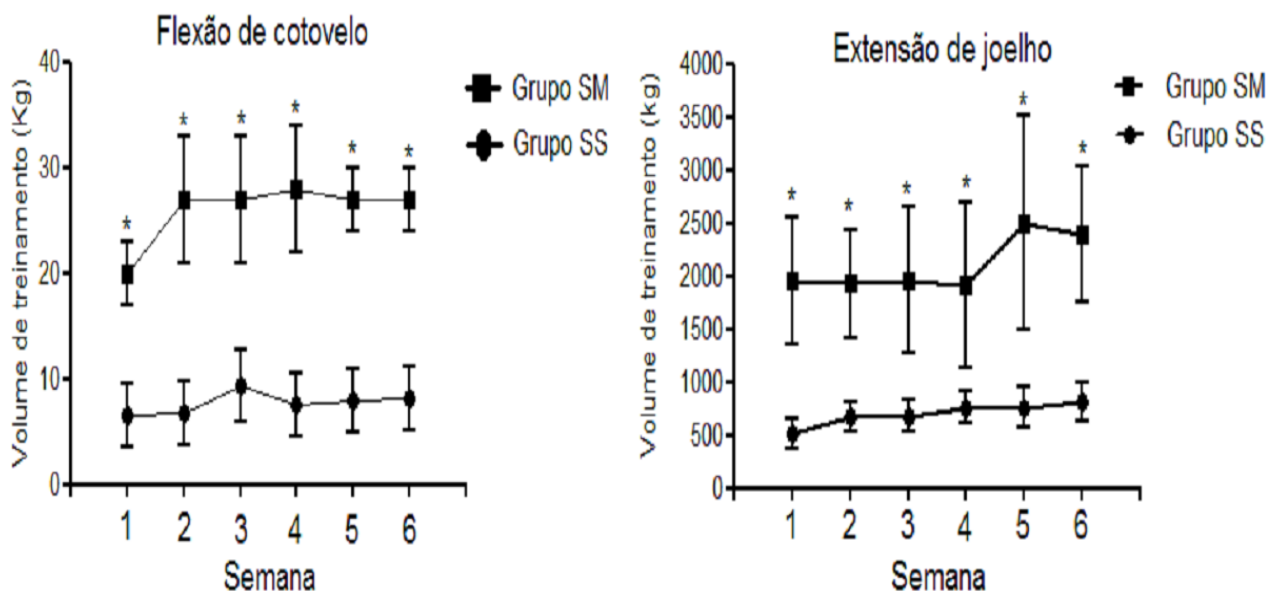 Flexão de cotovelo
Volume de treinamento (Kg)
40
30
20
10
0
* * * * * *
Grupo SM
Grupo SS
1 2 3 4 5 6
Semana
Extensão de joelho
Volume de treinamento (kg)
4000
3500
3000
2500
2000
1500
1000
500
0
* * * * * *
Grupo SM
Grupo SS
1 2 3 4 5 6
Semana